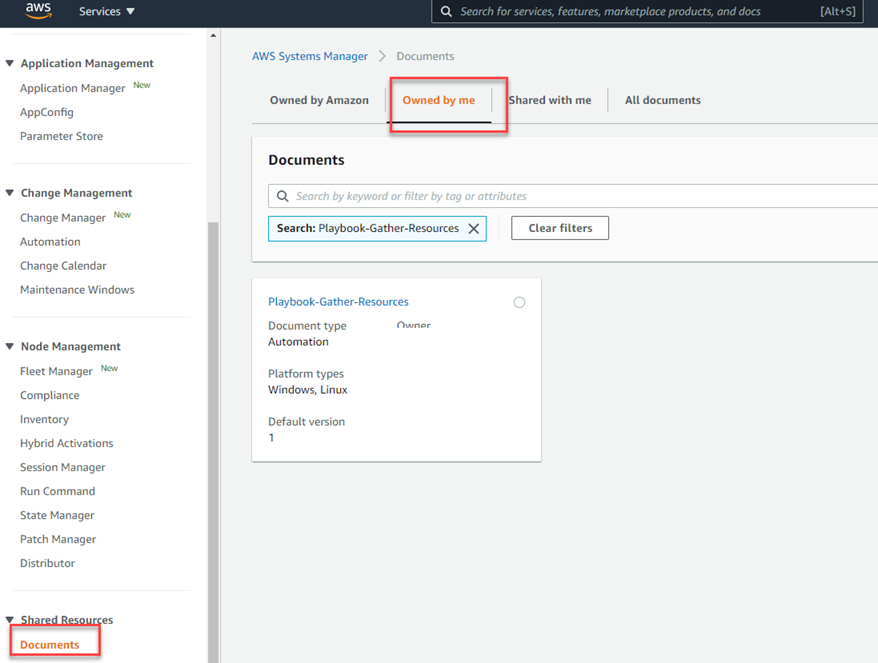 aws
Services
Search for services, features, marketplace products, and docs
[Alt+S]
Application Management
Application Manager New
AppConfig
Parameter Store
Change Management
Change Manager New
Automation
Change Calendar
Maintenance Windows
Node Management
Fleet Manager New
Compliance
Inventory
Hybrid Activations
Session Manager
Run Command
State Manager
Patch Manager
Distributor
Shared Resources
Documents
AWS Systems Manager > Documents
Owned by Amazon
Owned by me
Shared with me
All documents
Documents
Search by keyword or filter by tag or attributes
Search: Playbook-Gather-Resources
Clear filters
Playbook-Gather-Resources
Document type
Automation
Owner
Platform types
Windows, Linux
Default version
1